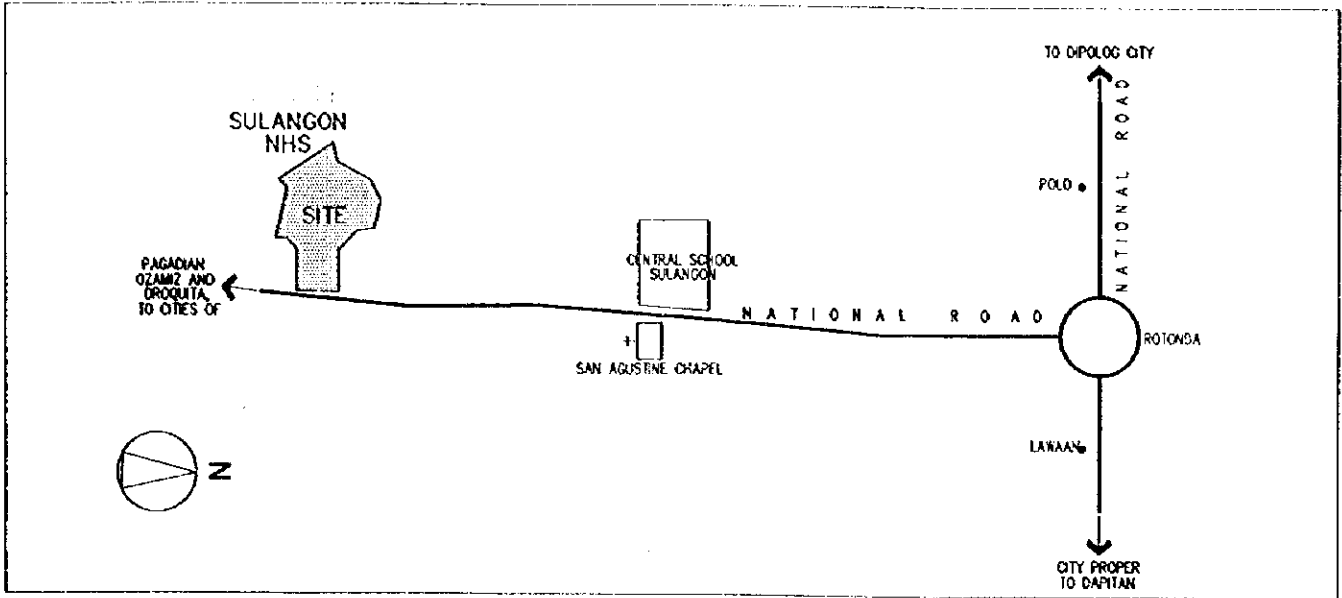 TO DIPOLOG CITY
NATIONAL ROAD
SULANGON
NHS
SITE
POLO
PAGADIAN
OZAMIZ AND
OROQUITA,
TO CITIES OF
CENTRAL SCHOOL
SULANGON
NATIONAL ROAD
ROTONDA
SAN AGUSTINE CHAPEL
LAWAAN
N
CITY PROPER
TO DAPITAN